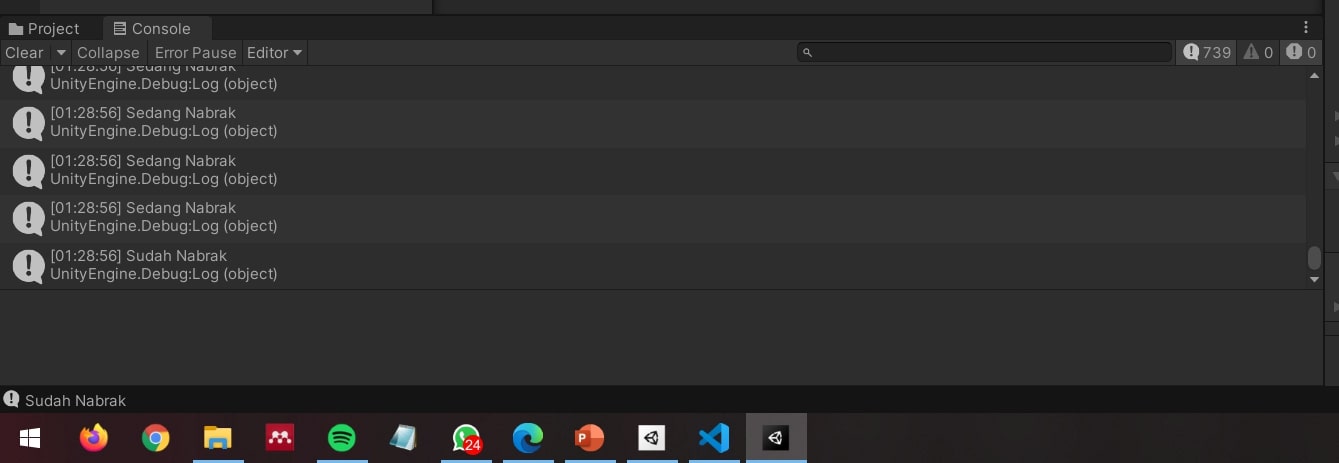 Project Console
Clear Collapse Error Pause Editor 739 0 0
[01:28:56] Sedang Nabrak
UnityEngine.Debug:Log (object)
[01:28:56] Sedang Nabrak
UnityEngine.Debug:Log (object)
[01:28:56] Sedang Nabrak
UnityEngine.Debug:Log (object)
[01:28:56] Sedang Nabrak
UnityEngine.Debug:Log (object)
[01:28:56] Sudah Nabrak
UnityEngine.Debug:Log (object)
Sudah Nabrak
24